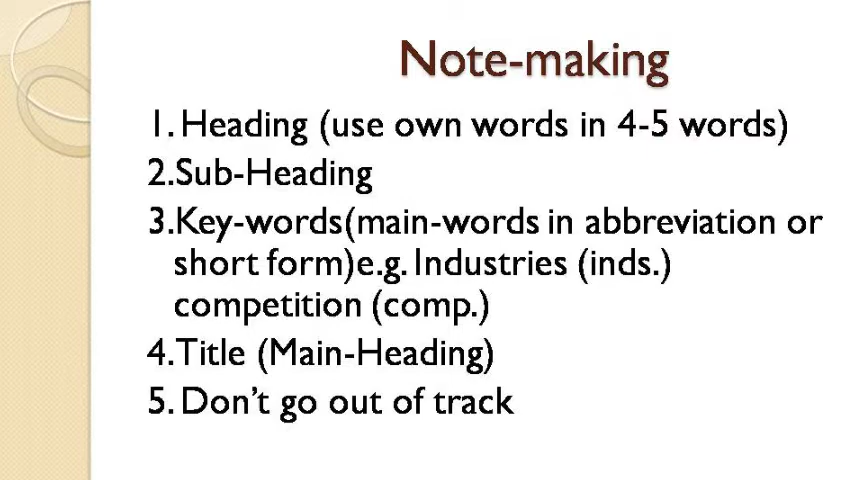 Note-making
1. Heading (use own words in 4-5 words)
2.Sub-Heading
3.Key-words(main-words in abbreviation or
short form)e.g. Industries (inds.)
competition (comp.)
4.Title (Main-Heading)
5. Don't go out of track